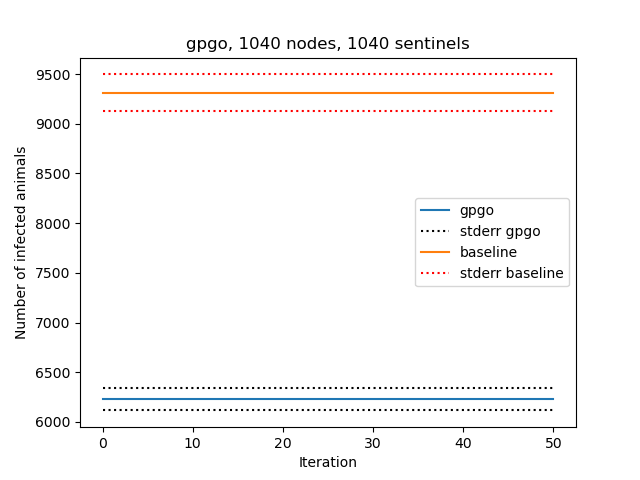 gpgo, 1040 nodes, 1040 sentinels
9500
9000
8500
8000
7500
7000
6500
6000
Number of infected animals
gpgo
stderr gpgo
baseline
stderr baseline
0 10 20 30 40 50
Iteration